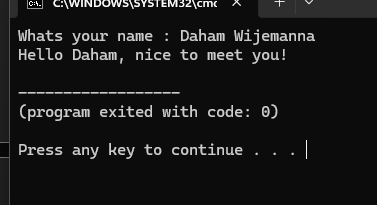 C:\WINDOWS\SYSTEM32\cmd
Whats your name : Daham Wijemanna
Hello Daham, nice to meet you!
------------------
(program exited with code: 0)
Press any key to continue . . .